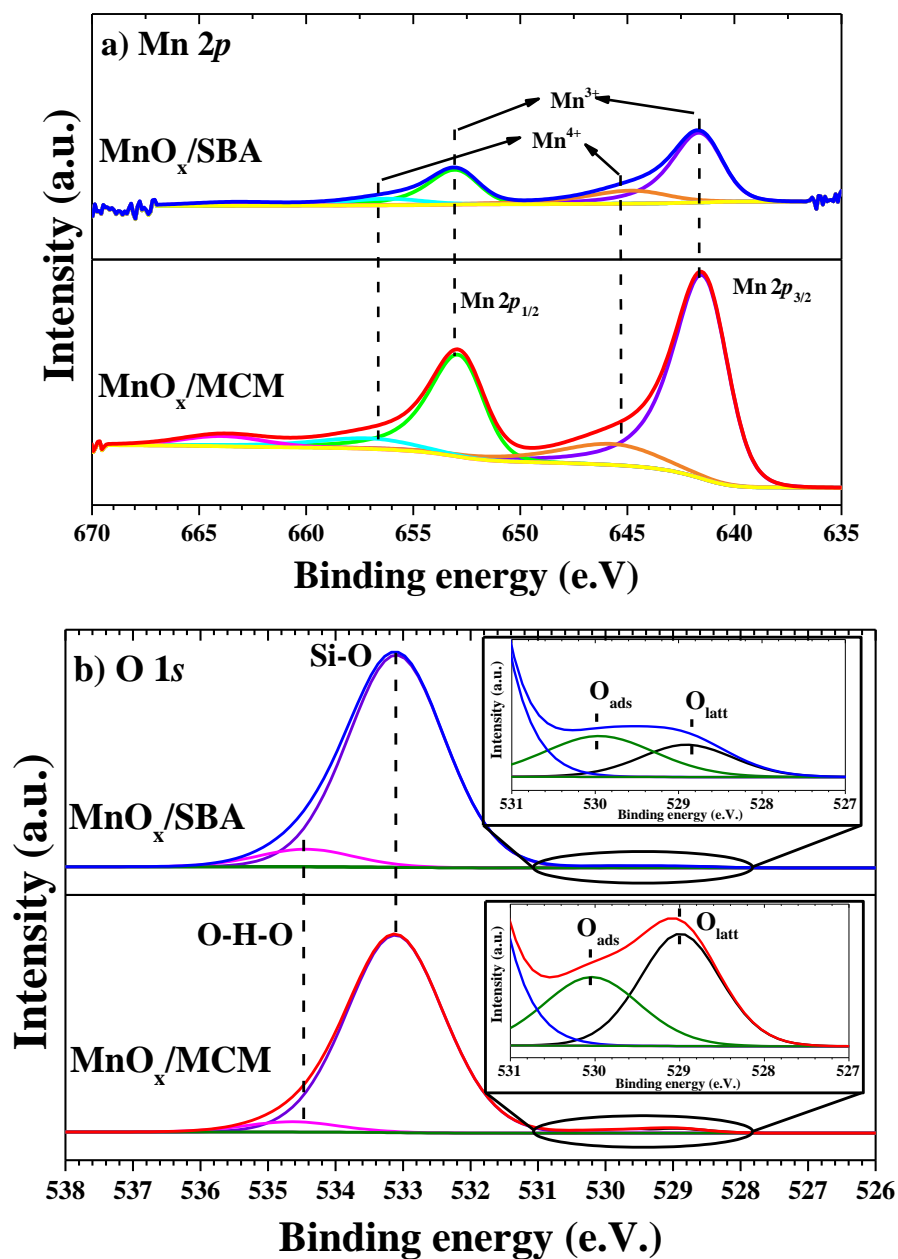 a) Mn 2p
Mn3+
Mn4+
MnOx/SBA
Mn 2p1/2
Mn 2p3/2
MnOx/MCM
Intensity (a.u.)
670 665 660 655 650 645 640 635
Binding energy (e.V)
b) O 1s
Si-O
MnOx/SBA
Intensity (a.u.)
Oads
Olatt
531 530 529 528 527
Binding energy (e.V.)
O-H-O
MnOx/MCM
Intensity (a.u.)
Oads
Olatt
531 530 529 528 527
Binding energy (e.V.)
Intensity (a.u.)
538 537 536 535 534 533 532 531 530 529 528 527 526
Binding energy (e.V.)